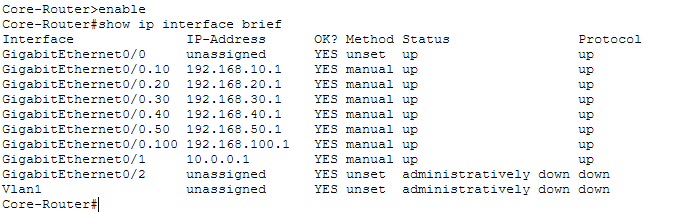 Core-Router>enable
Core-Router#show ip interface brief
Interface              IP-Address      OK? Method Status                Protocol
GigabitEthernet0/0     unassigned      YES unset  up                    up
GigabitEthernet0/0.10  192.168.10.1    YES manual up                    up
GigabitEthernet0/0.20  192.168.20.1    YES manual up                    up
GigabitEthernet0/0.30  192.168.30.1    YES manual up                    up
GigabitEthernet0/0.40  192.168.40.1    YES manual up                    up
GigabitEthernet0/0.50  192.168.50.1    YES manual up                    up
GigabitEthernet0/0.100 192.168.100.1   YES manual up                    up
GigabitEthernet0/1     10.0.0.1        YES manual up                    up
GigabitEthernet0/2     unassigned      YES unset  administratively down down
Vlan1                  unassigned      YES unset  administratively down down
Core-Router#